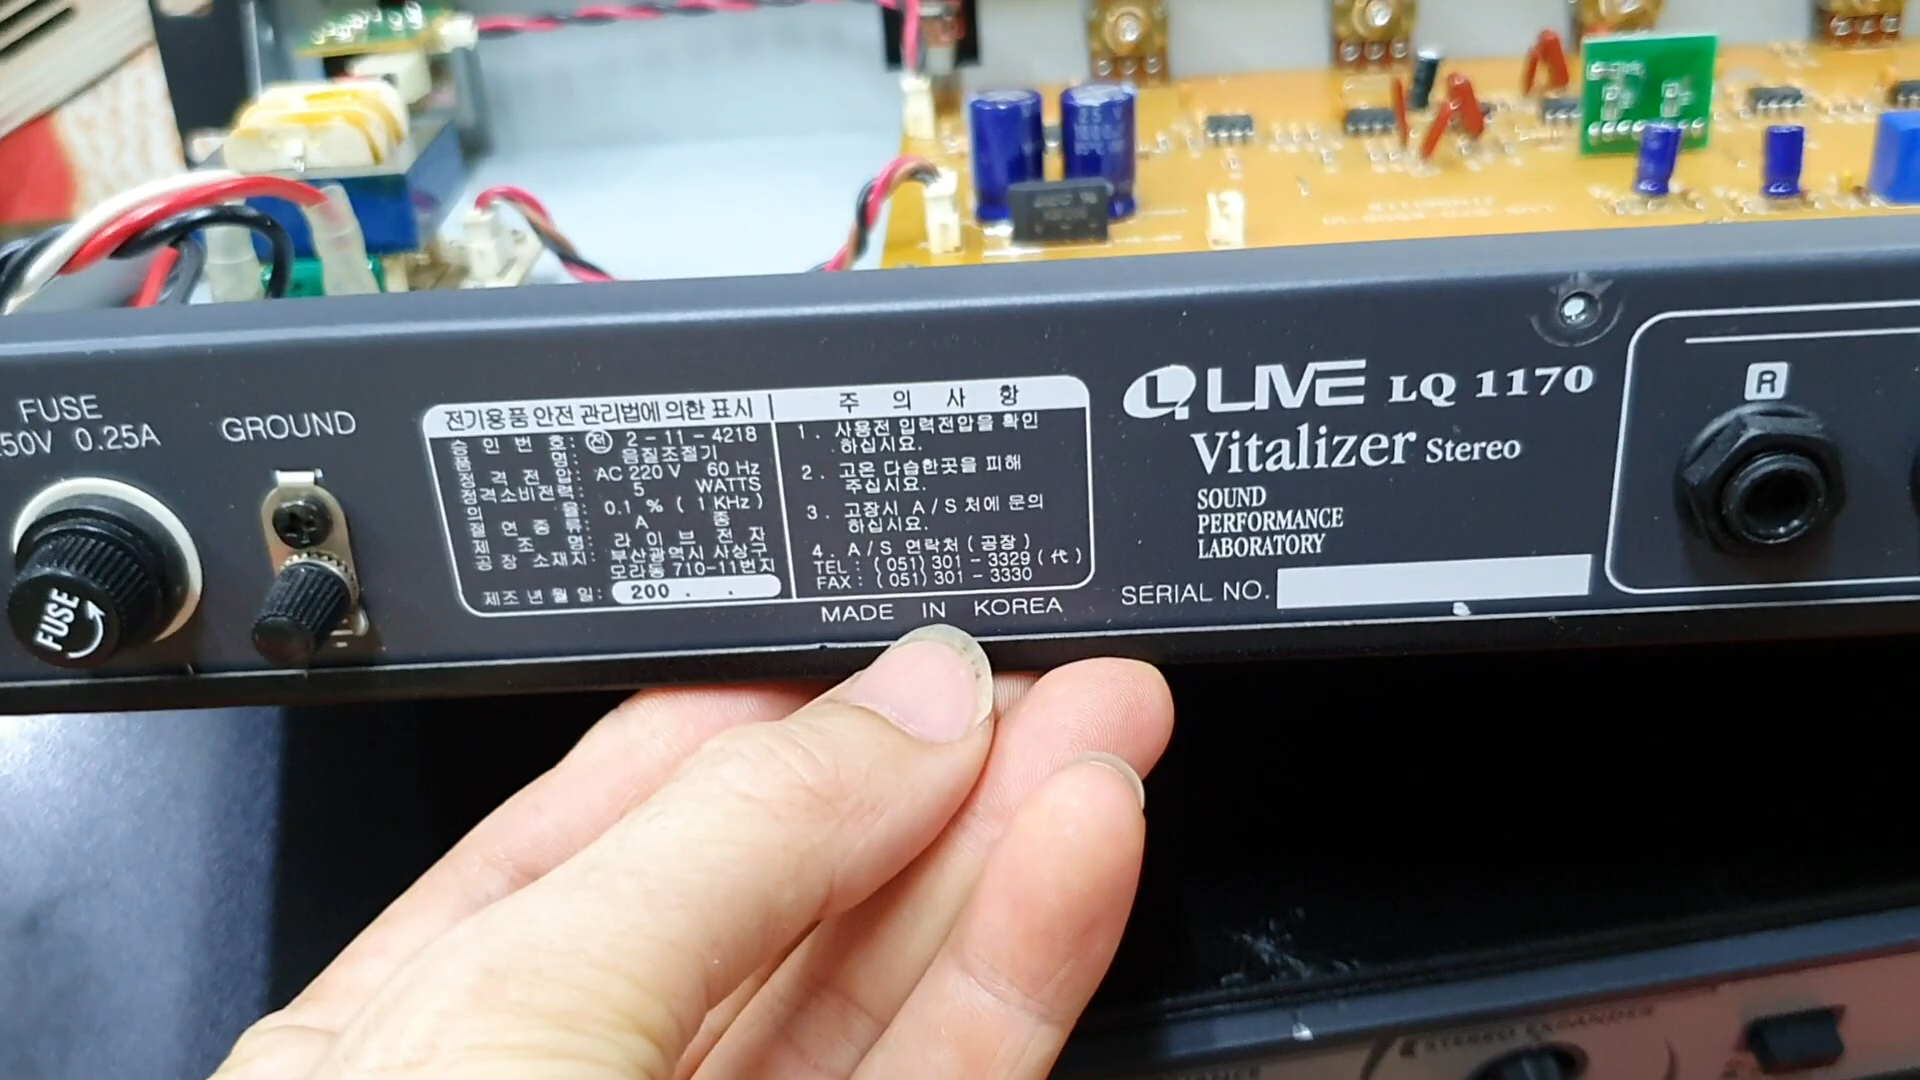 25 V
FUSE
50V 0.25A
GROUND
FUSE
전기용품 안전 관리법에 의한 표시
승 인 번 호 : 전 2 - 11 - 4218
품 명 : 음질조절기
정 격 전 압 : AC 220 V 60 Hz
정격소비전력 : 5 WATTS
0.1 % ( 1 KHz )
절 연 종 류 : A 종
제 조 명 : 라 이 브 전 자
공 장 소 재 지 : 부산광역시 사상구
모라동 710-11번지
제조 년 월 일 : 200 . .
주 의 사 항
1 . 사용전 입력전압을 확인
하십시요.
2 . 고온 다습한곳을 피해
주십시요.
3 . 고장시 A / S 처에 문의
하십시요.
4 . A / S 연락처 ( 공장 )
TEL : ( 051) 301 - 3329 ( 代 )
FAX : ( 051) 301 - 3330
MADE IN KOREA
LIVE LQ 1170
Vitalizer Stereo
SOUND
PERFORMANCE
LABORATORY
SERIAL NO.
R
STEREO EXPANDER